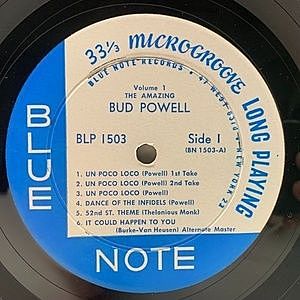 33⅓ MICROGROOVE LONG PLAYING
BLUE NOTE RECORDS • 47 WEST 63rd • NEW YORK 23
Volume 1
THE AMAZING
BUD POWELL
BLP 1503
Side 1
(BN 1503-A)
1. UN POCO LOCO (Powell) 1st Take
2. UN POCO LOCO (Powell) 2nd Take
3. UN POCO LOCO (Powell)
4. DANCE OF THE INFIDELS (Powell)
5. 52nd ST. THEME (Thelonious Monk)
6. IT COULD HAPPEN TO YOU
(Burke-Van Heusen) Alternate Master
BLUE
NOTE